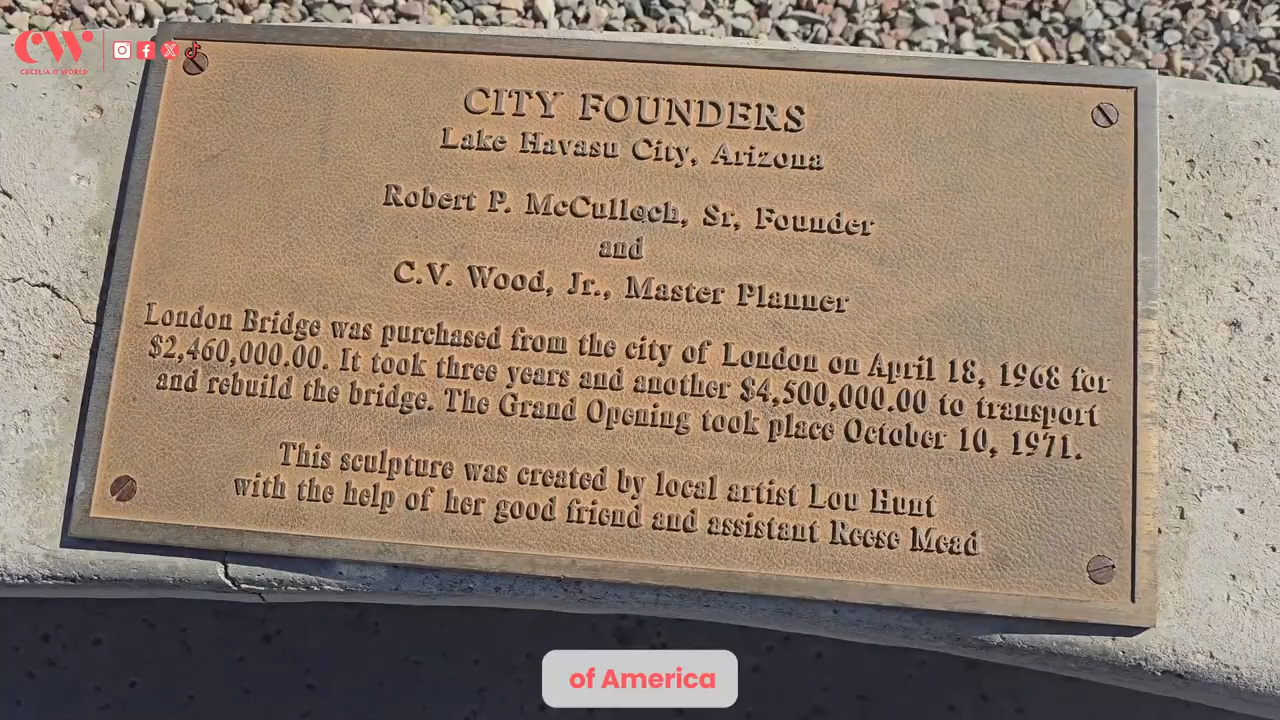 CW
CECELIA O WORLD
CITY FOUNDERS
Lake Havasu City, Arizona
Robert P. McCulloch, Sr, Founder
and
C.V. Wood, Jr., Master Planner
London Bridge was purchased from the city of London on April 18, 1968 for
$2,460,000.00. It took three years and another $4,500,000.00 to transport
and rebuild the bridge. The Grand Opening took place October 10, 1971.
This sculpture was created by local artist Lou Hunt
with the help of her good friend and assistant Reese Mead
of America